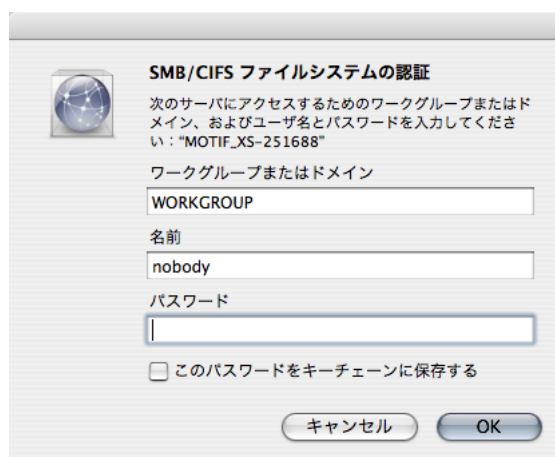 SMB/CIFS ファイルシステムの認証
次のサーバにアクセスするためのワークグループまたはド
メイン、およびユーザ名とパスワードを入力してくださ
い："MOTIF_XS-251688"
ワークグループまたはドメイン
WORKGROUP
名前
nobody
パスワード
このパスワードをキーチェーンに保存する
キャンセル
OK